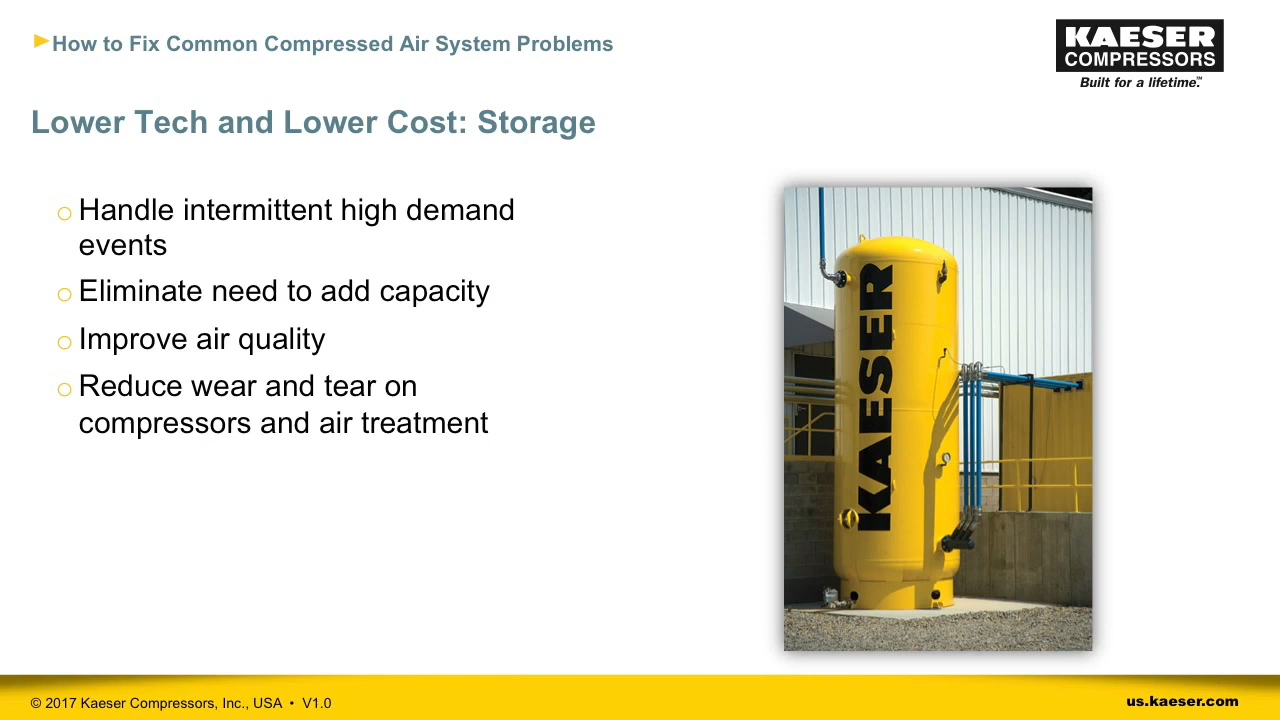 How to Fix Common Compressed Air System Problems
KAESER
COMPRESSORS
Built for a lifetime.™
Lower Tech and Lower Cost: Storage
Handle intermittent high demand
events
Eliminate need to add capacity
Improve air quality
Reduce wear and tear on
compressors and air treatment
KAESER
© 2017 Kaeser Compressors, Inc., USA • V1.0
us.kaeser.com